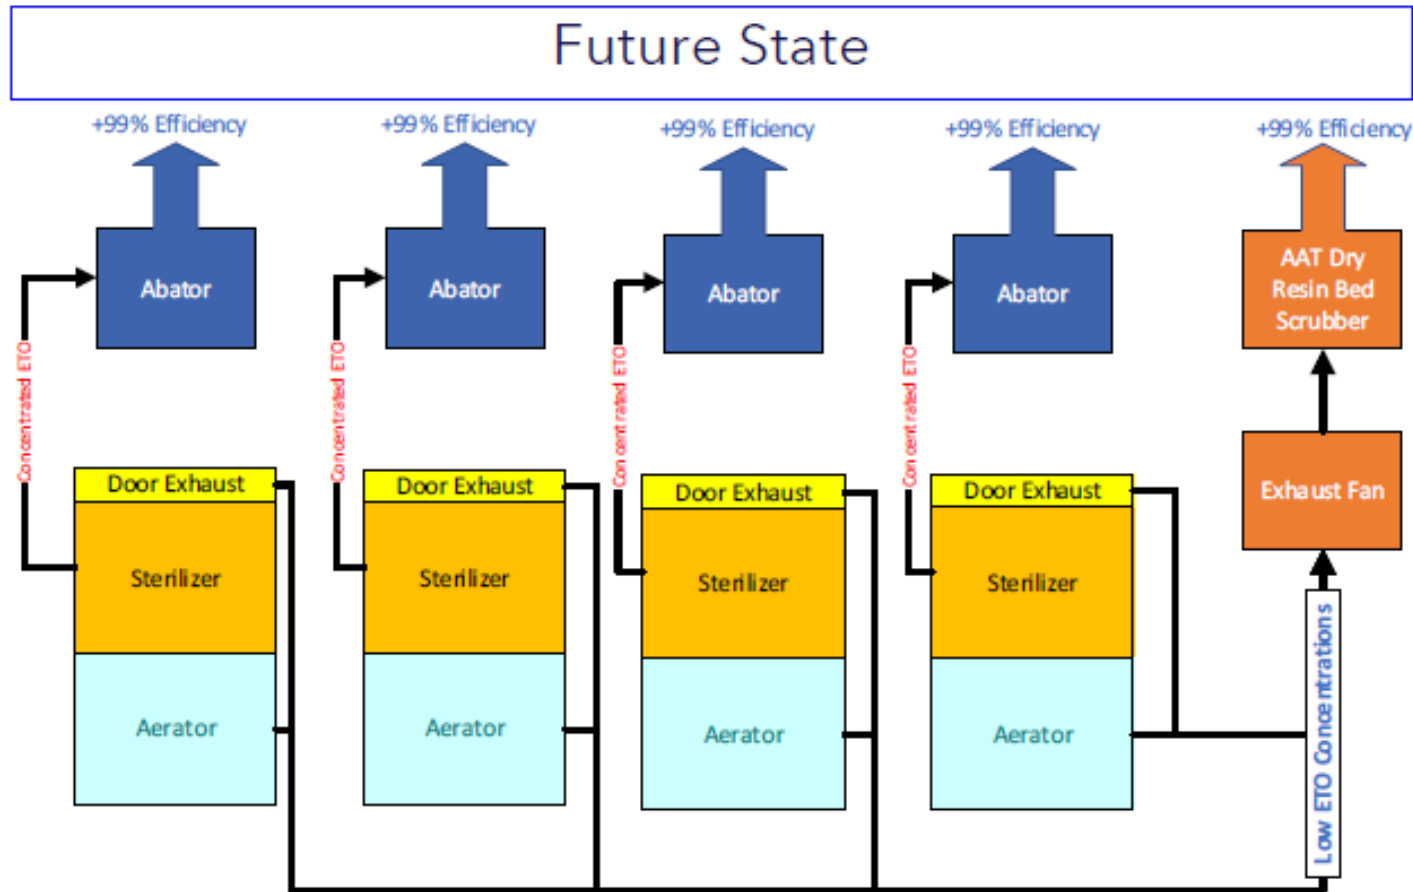 Future State
+99% Efficiency
+99% Efficiency
+99% Efficiency
+99% Efficiency
+99% Efficiency
Abator
Abator
Abator
Abator
AAT Dry
Resin Bed
Scrubber
Concentrated ETO
Concentrated ETO
Concentrated ETO
Concentrated ETO
Door Exhaust
Door Exhaust
Door Exhaust
Door Exhaust
Exhaust Fan
Sterilizer
Sterilizer
Sterilizer
Sterilizer
Aerator
Aerator
Aerator
Aerator
Low ETO Concentrations